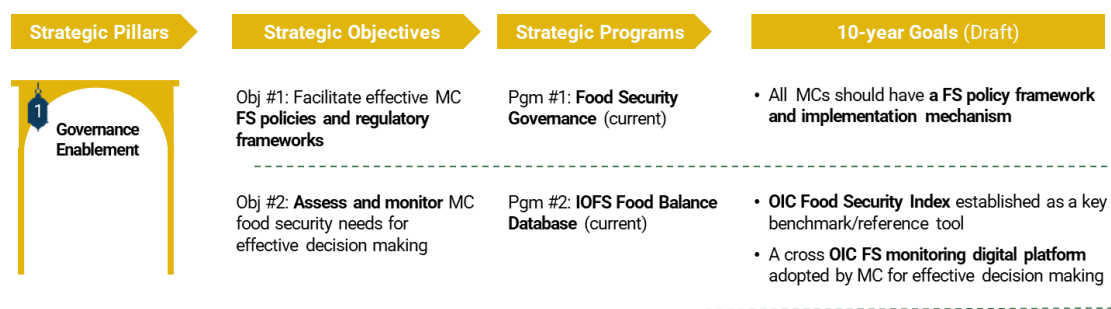 Strategic Pillars
Strategic Objectives
Strategic Programs
10-year Goals (Draft)
1
Governance
Enablement
Obj #1: Facilitate effective MC
FS policies and regulatory
frameworks
Pgm #1: Food Security
Governance (current)
• All MCs should have a FS policy framework
and implementation mechanism
Obj #2: Assess and monitor MC
food security needs for
effective decision making
Pgm #2: IOFS Food Balance
Database (current)
• OIC Food Security Index established as a key
benchmark/reference tool
• A cross OIC FS monitoring digital platform
adopted by MC for effective decision making